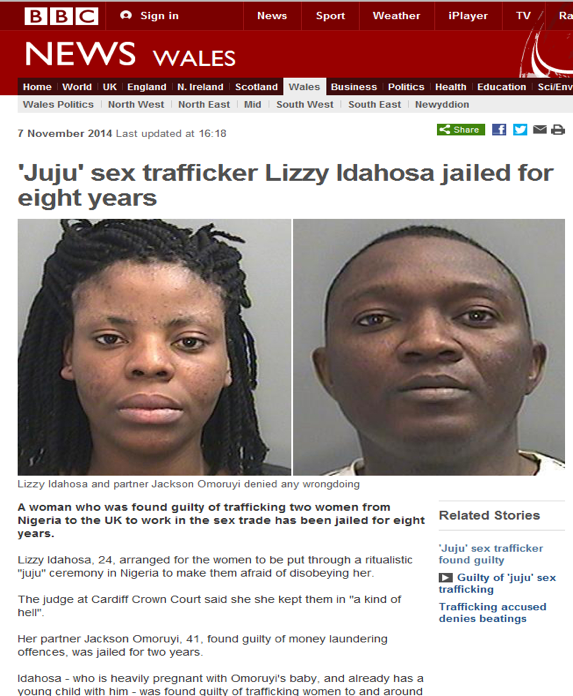 BBC Sign in News Sport Weather iPlayer TV Ra
NEWS WALES
Home World UK England N. Ireland Scotland Wales Business Politics Health Education Sci/Env
Wales Politics North West North East Mid South West South East Newyddion
7 November 2014 Last updated at 16:18
Share
'Juju' sex trafficker Lizzy Idahosa jailed for
eight years
Lizzy Idahosa and partner Jackson Omoruyi denied any wrongdoing
A woman who was found guilty of trafficking two women from
Nigeria to the UK to work in the sex trade has been jailed for eight
years.
Lizzy Idahosa, 24, arranged for the women to be put through a ritualistic
"juju" ceremony in Nigeria to make them afraid of disobeying her.
The judge at Cardiff Crown Court said she she kept them in "a kind of
hell".
Her partner Jackson Omoruyi, 41, found guilty of money laundering
offences, was jailed for two years.
Idahosa - who is heavily pregnant with Omoruyi's baby, and already has a
young child with him - was found guilty of trafficking women to and around
Related Stories
'Juju' sex trafficker
found guilty
Guilty of 'juju' sex
trafficking
Trafficking accused
denies beatings